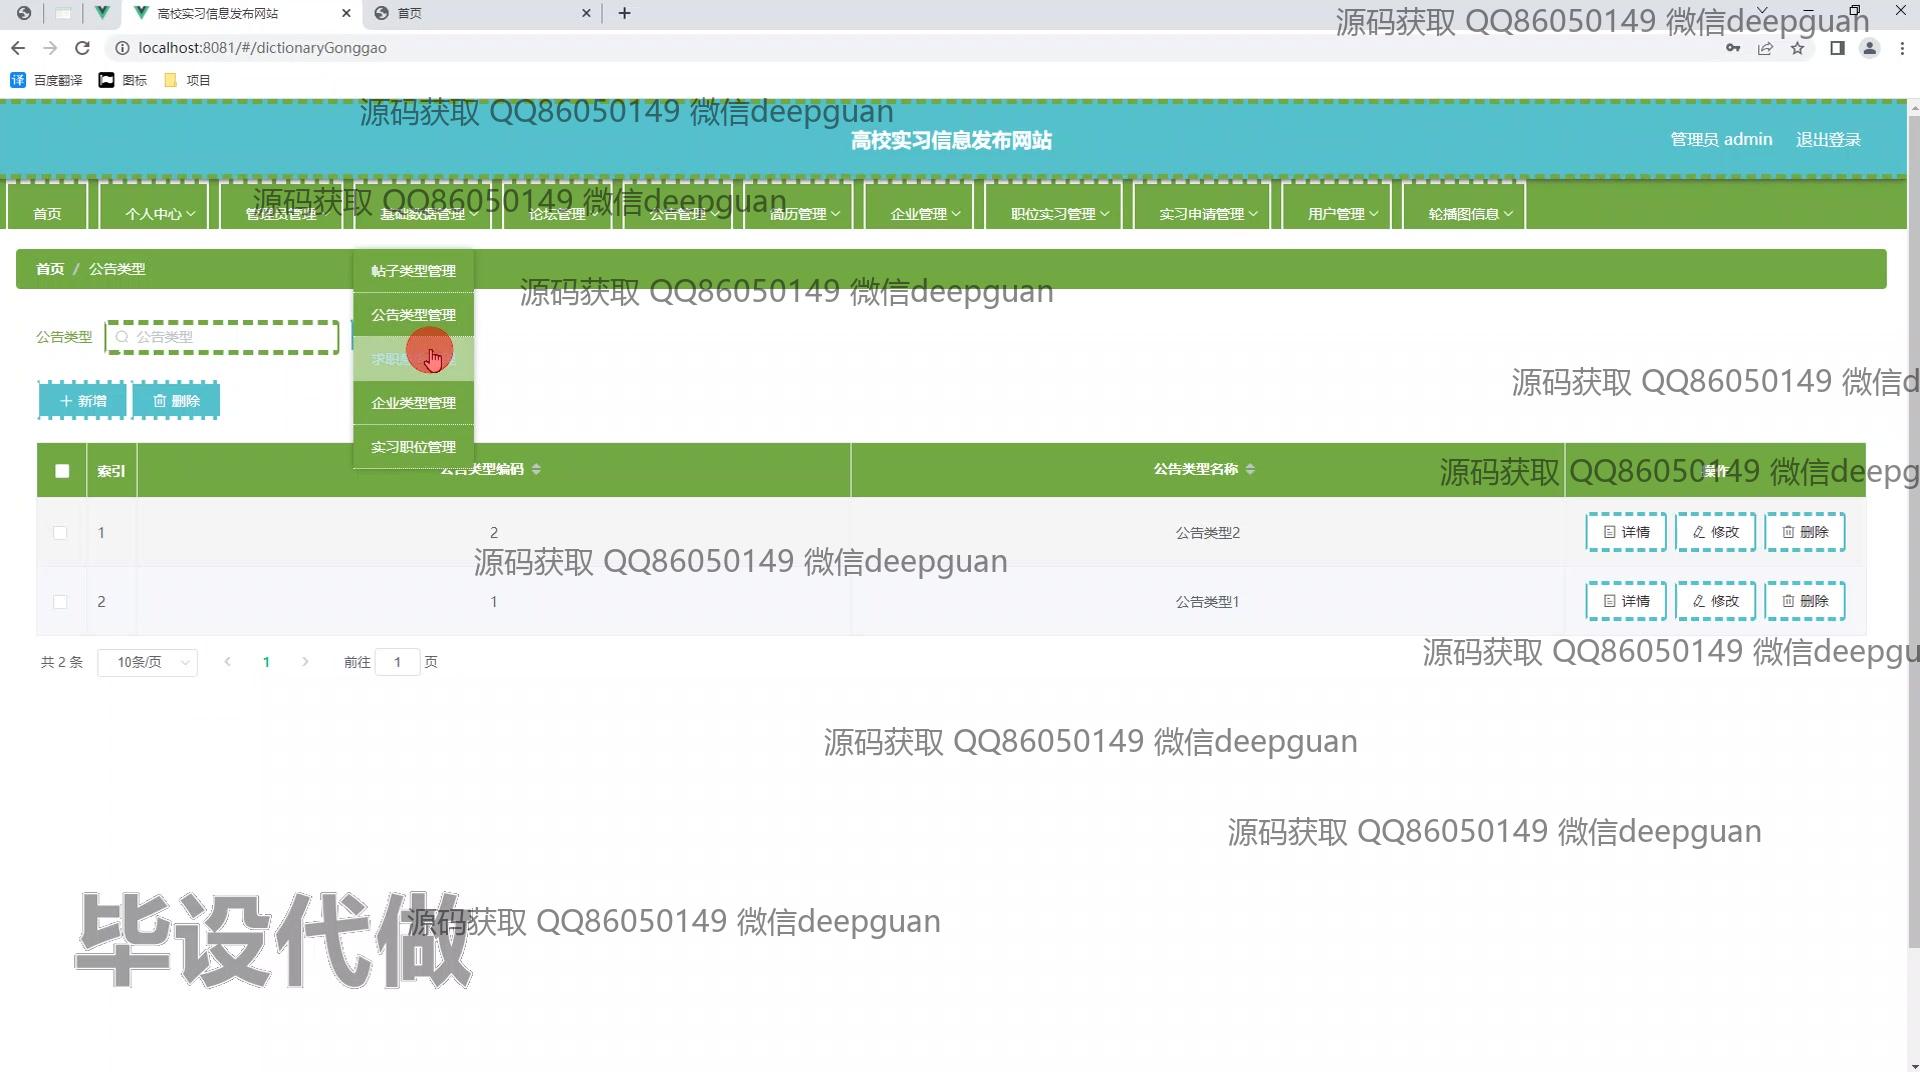 高校实习信息发布网站
首页
源码获取 QQ86050149 微信deepguan
localhost:8081/#/dictionaryGonggao
百度翻译
图标
项目
源码获取 QQ86050149 微信deepguan
高校实习信息发布网站
管理员 admin
退出登录
源码获取 QQ86050149 微信deepguan
首页
个人中心
管理员管理
基础数据管理
论坛管理
公告管理
简历管理
企业管理
职位实习管理
实习申请管理
用户管理
轮播图信息
首页 / 公告类型
帖子类型管理
公告类型管理
求职
企业类型管理
实习职位管理
源码获取 QQ86050149 微信deepguan
公告类型
公告类型
源码获取 QQ86050149 微信d
新增
删除
索引
公告类型编码
公告类型名称
操作
源码获取 QQ86050149 微信deepg
1
2
公告类型2
详情
修改
删除
源码获取 QQ86050149 微信deepguan
2
1
公告类型1
详情
修改
删除
源码获取 QQ86050149 微信deepgu
共 2 条
10条/页
1
前往 1 页
源码获取 QQ86050149 微信deepguan
源码获取 QQ86050149 微信deepguan
毕设代做
源码获取 QQ86050149 微信deepguan